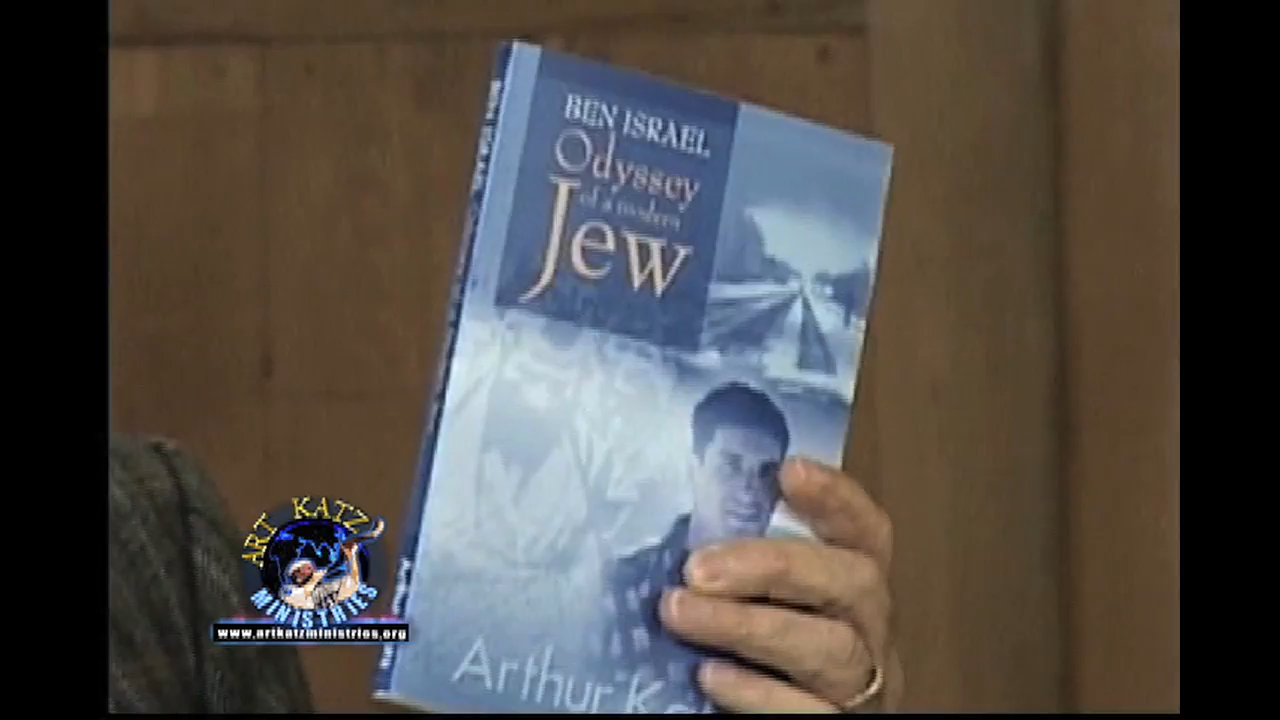 BEN ISRAEL
Odyssey
of a modern
Jew
Arthur
ART KATZ
MINISTRIES
www.artkatzministries.org